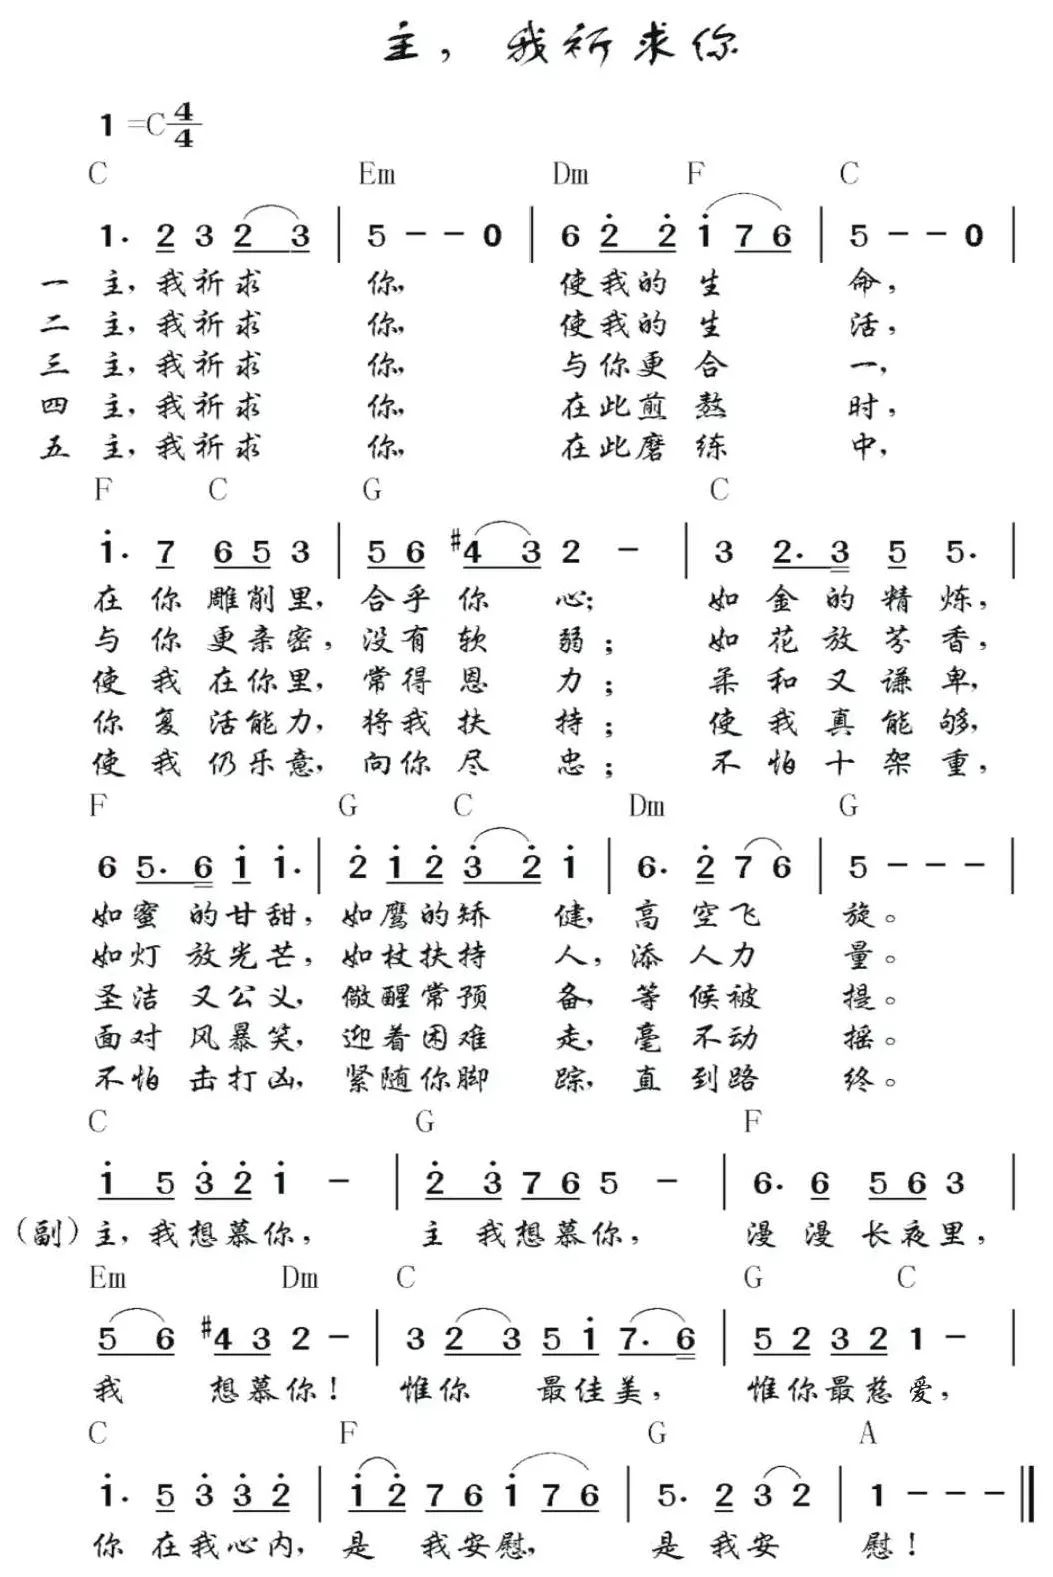 主，我祈求你
1=C 4/4
C Em Dm F C
1. 2 3 2 3 | 5 - - 0 | 6 2̇ 2̇ 1̇ 7 6 | 5 - - 0 |
一 主，我祈求 你， 使我的 生 命，
二 主，我祈求 你， 使我的 生 活，
三 主，我祈求 你， 与你更 合 一，
四 主，我祈求 你， 在此煎 熬 时，
五 主，我祈求 你， 在此磨 练 中，
F C G C
1̇. 7 6 5 3 | 5 6 #4 3 2 - | 3 2. 3 5 5. |
在 你 雕削里，合乎 你 心； 如 金 的 精 炼，
与 你 更亲密，没有 软 弱； 如 花 放 芬 香，
使 我 在你里，常得 恩 力； 柔 和 又 谦 卑，
你 复 活能力，将我 扶 持； 使 我 真 能 够，
使 我 仍乐意，向你 尽 忠； 不 怕 十 架 重，
F G C Dm G
6 5. 6 1̇ 1̇. | 2̇ 1̇ 2̇ 3̇ 2̇ 1̇ | 6. 2̇ 7 6 | 5 - - - |
如蜜 的甘甜，如鹰的矫 健，高 空飞 旋。
如灯 放光芒，如杖扶持 人，添 人力 量。
圣洁 又公义，儆醒常预 备，等 候被 提。
面对 风暴笑，迎着困难 走，毫 不动 摇。
不怕 击打凶，紧随你脚 踪，直 到路 终。
C G F
1̇ 5 3̇ 2̇ 1̇ - | 2̇ 3̇ 7 6 5 - | 6. 6 5 6 3 |
（副）主，我想慕你， 主 我想慕你， 漫 漫 长夜里，
Em Dm C G C
5 6 #4 3 2 - | 3 2 3 5 1̇ 7. 6 | 5 2 3 2 1 - |
我 想慕你！ 惟你 最佳美， 惟你最慈爱，
C F G A
1̇. 5 3̇ 3̇ 2̇ | 1̇ 2̇ 7 6 1̇ 7 6 | 5. 2 3 2 | 1 - - - ‖
你 在我心内，是 我安慰， 是 我安 慰！